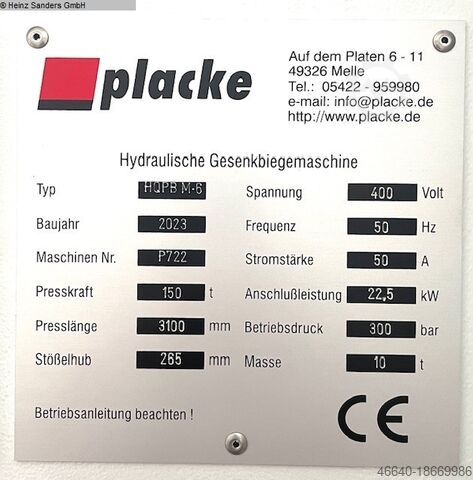 © Heinz Sanders GmbH
placke
Auf dem Platen 6 - 11
49326 Melle
Tel.: 05422 - 959980
e-mail: info@placke.de
http://www.placke.de
Hydraulische Gesenkbiegemaschine
Typ HQPB M-6 Spannung 400 Volt
Baujahr 2023 Frequenz 50 Hz
Maschinen Nr. P722 Stromstärke 50 A
Presskraft 150 t Anschlußleistung 22,5 kW
Presslänge 3100 mm Betriebsdruck 300 bar
Stößelhub 265 mm Masse 10 t
Betriebsanleitung beachten !
CE
46640-18669986